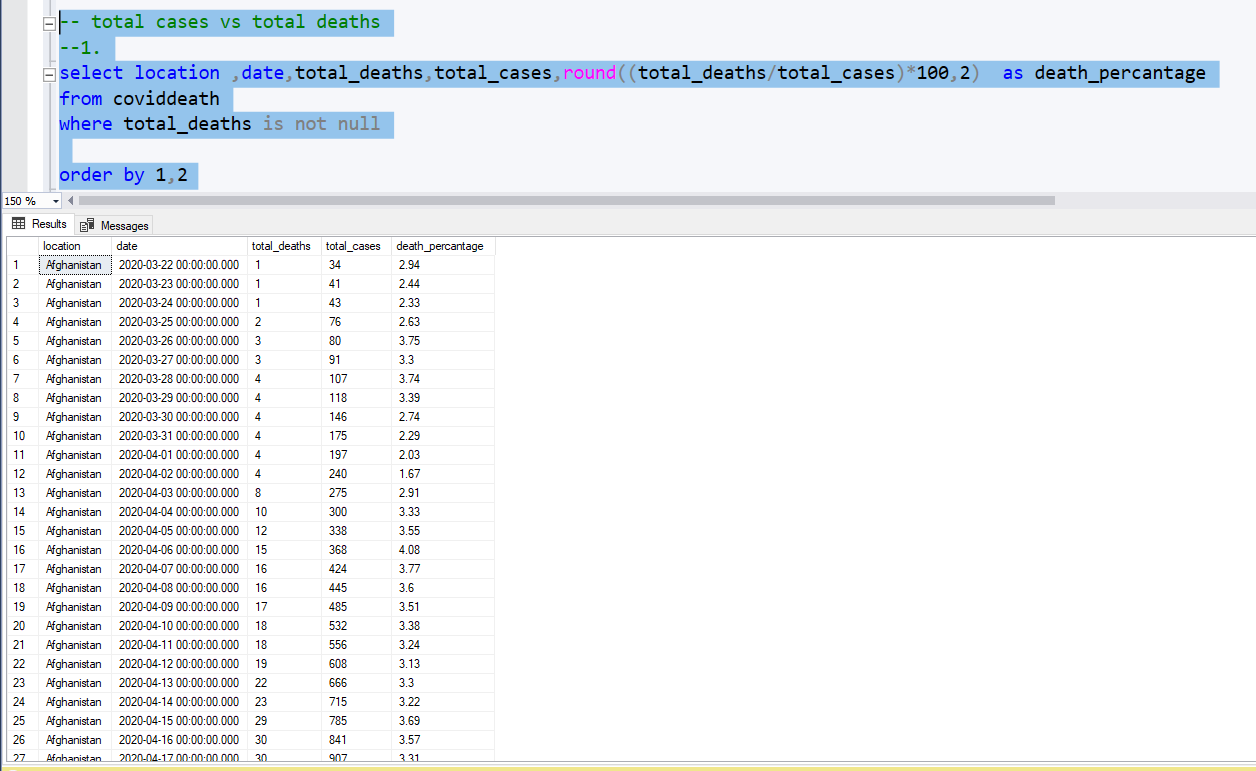 -- total cases vs total deaths
--1.
select location ,date,total_deaths,total_cases,round((total_deaths/total_cases)*100,2)  as death_percantage
from coviddeath
where total_deaths is not null
order by 1,2
150 %
Results Messages
location date total_deaths total_cases death_percantage
1 Afghanistan 2020-03-22 00:00:00.000 1 34 2.94
2 Afghanistan 2020-03-23 00:00:00.000 1 41 2.44
3 Afghanistan 2020-03-24 00:00:00.000 1 43 2.33
4 Afghanistan 2020-03-25 00:00:00.000 2 76 2.63
5 Afghanistan 2020-03-26 00:00:00.000 3 80 3.75
6 Afghanistan 2020-03-27 00:00:00.000 3 91 3.3
7 Afghanistan 2020-03-28 00:00:00.000 4 107 3.74
8 Afghanistan 2020-03-29 00:00:00.000 4 118 3.39
9 Afghanistan 2020-03-30 00:00:00.000 4 146 2.74
10 Afghanistan 2020-03-31 00:00:00.000 4 175 2.29
11 Afghanistan 2020-04-01 00:00:00.000 4 197 2.03
12 Afghanistan 2020-04-02 00:00:00.000 4 240 1.67
13 Afghanistan 2020-04-03 00:00:00.000 8 275 2.91
14 Afghanistan 2020-04-04 00:00:00.000 10 300 3.33
15 Afghanistan 2020-04-05 00:00:00.000 12 338 3.55
16 Afghanistan 2020-04-06 00:00:00.000 15 368 4.08
17 Afghanistan 2020-04-07 00:00:00.000 16 424 3.77
18 Afghanistan 2020-04-08 00:00:00.000 16 445 3.6
19 Afghanistan 2020-04-09 00:00:00.000 17 485 3.51
20 Afghanistan 2020-04-10 00:00:00.000 18 532 3.38
21 Afghanistan 2020-04-11 00:00:00.000 18 556 3.24
22 Afghanistan 2020-04-12 00:00:00.000 19 608 3.13
23 Afghanistan 2020-04-13 00:00:00.000 22 666 3.3
24 Afghanistan 2020-04-14 00:00:00.000 23 715 3.22
25 Afghanistan 2020-04-15 00:00:00.000 29 785 3.69
26 Afghanistan 2020-04-16 00:00:00.000 30 841 3.57
27 Afghanistan 2020-04-17 00:00:00.000 30 907 3.31